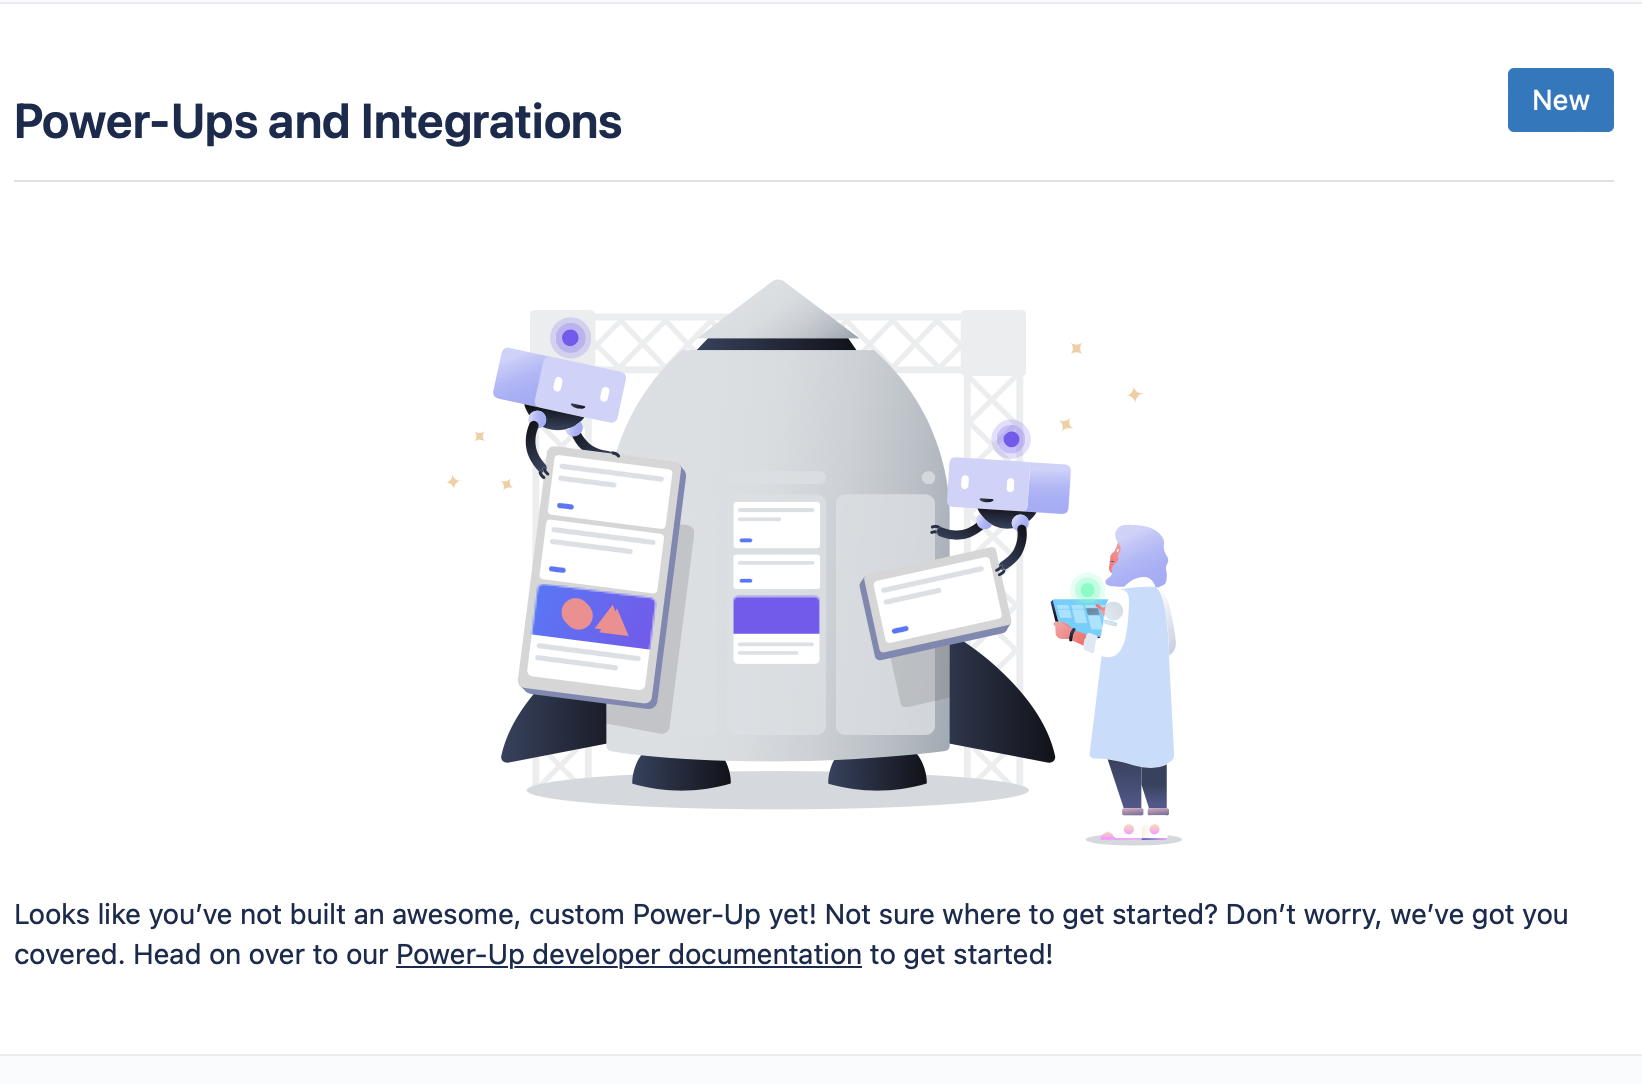 Power-Ups and Integrations
New
Looks like you’ve not built an awesome, custom Power-Up yet! Not sure where to get started? Don’t worry, we’ve got you
covered. Head on over to our Power-Up developer documentation to get started!